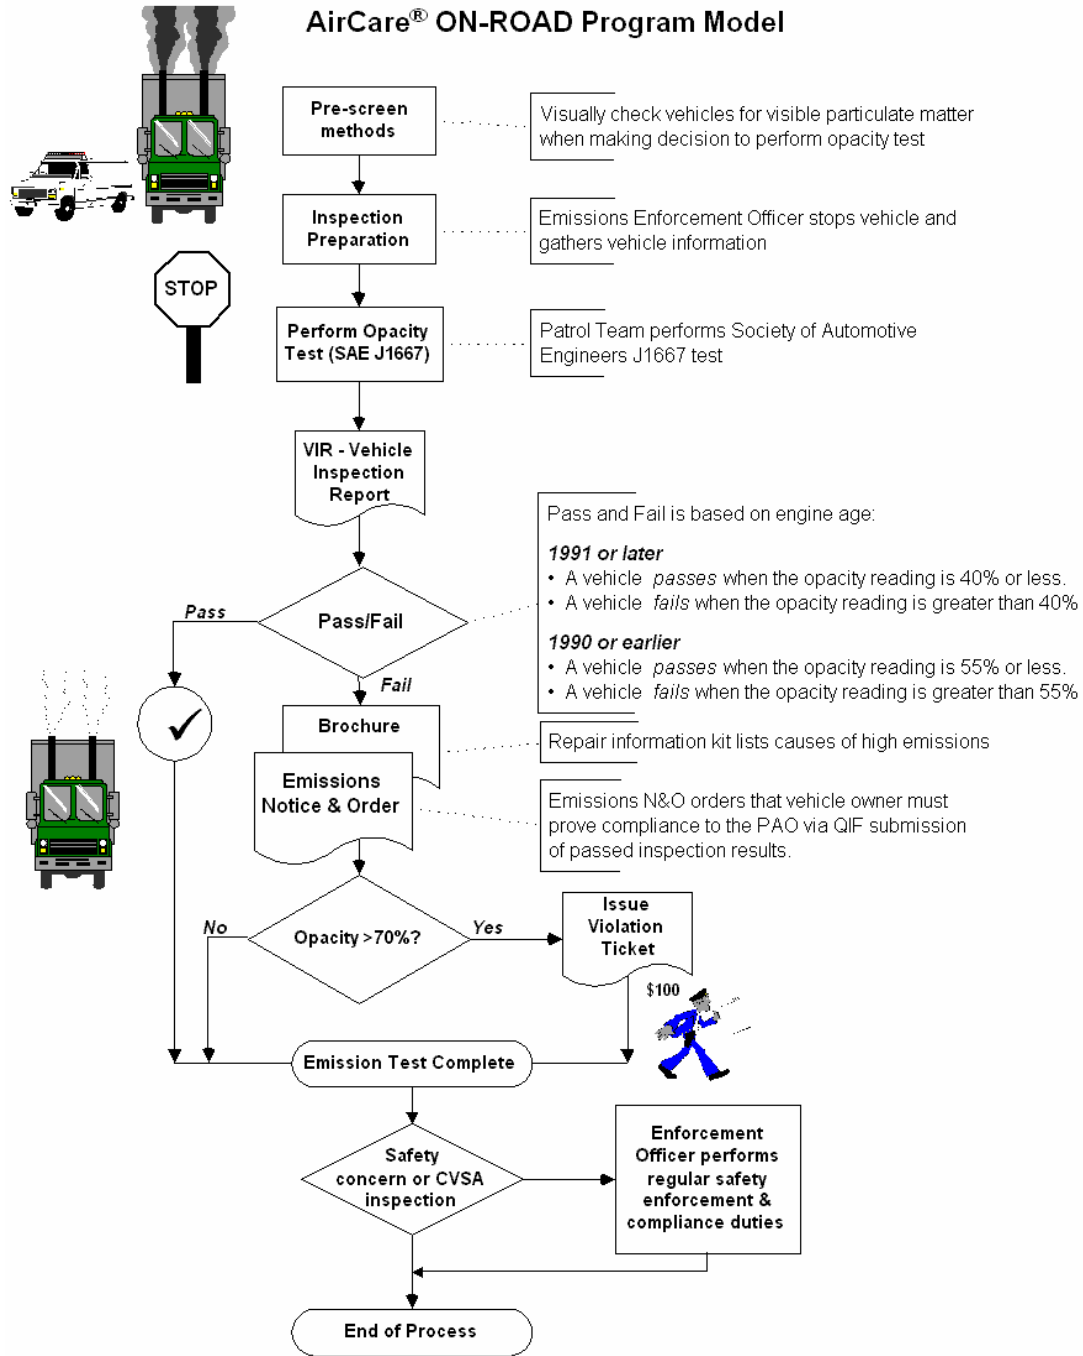 AirCare® ON-ROAD Program Model
Pre-screen
methods
Visually check vehicles for visible particulate matter
when making decision to perform opacity test
Inspection
Preparation
Emissions Enforcement Officer stops vehicle and
gathers vehicle information
STOP
Perform Opacity
Test (SAE J1667)
Patrol Team performs Society of Automotive
Engineers J1667 test
VIR - Vehicle
Inspection
Report
Pass and Fail is based on engine age:
1991 or later
• A vehicle passes when the opacity reading is 40% or less.
• A vehicle fails when the opacity reading is greater than 40%
1990 or earlier
• A vehicle passes when the opacity reading is 55% or less.
• A vehicle fails when the opacity reading is greater than 55%
Pass
Pass/Fail
Fail
Brochure
Repair information kit lists causes of high emissions
Emissions
Notice & Order
Emissions N&O orders that vehicle owner must
prove compliance to the PAO via QIF submission
of passed inspection results.
No
Opacity >70%?
Yes
Issue
Violation
Ticket
$100
Emission Test Complete
Safety
concern or CVSA
inspection
Enforcement
Officer performs
regular safety
enforcement &
compliance duties
End of Process